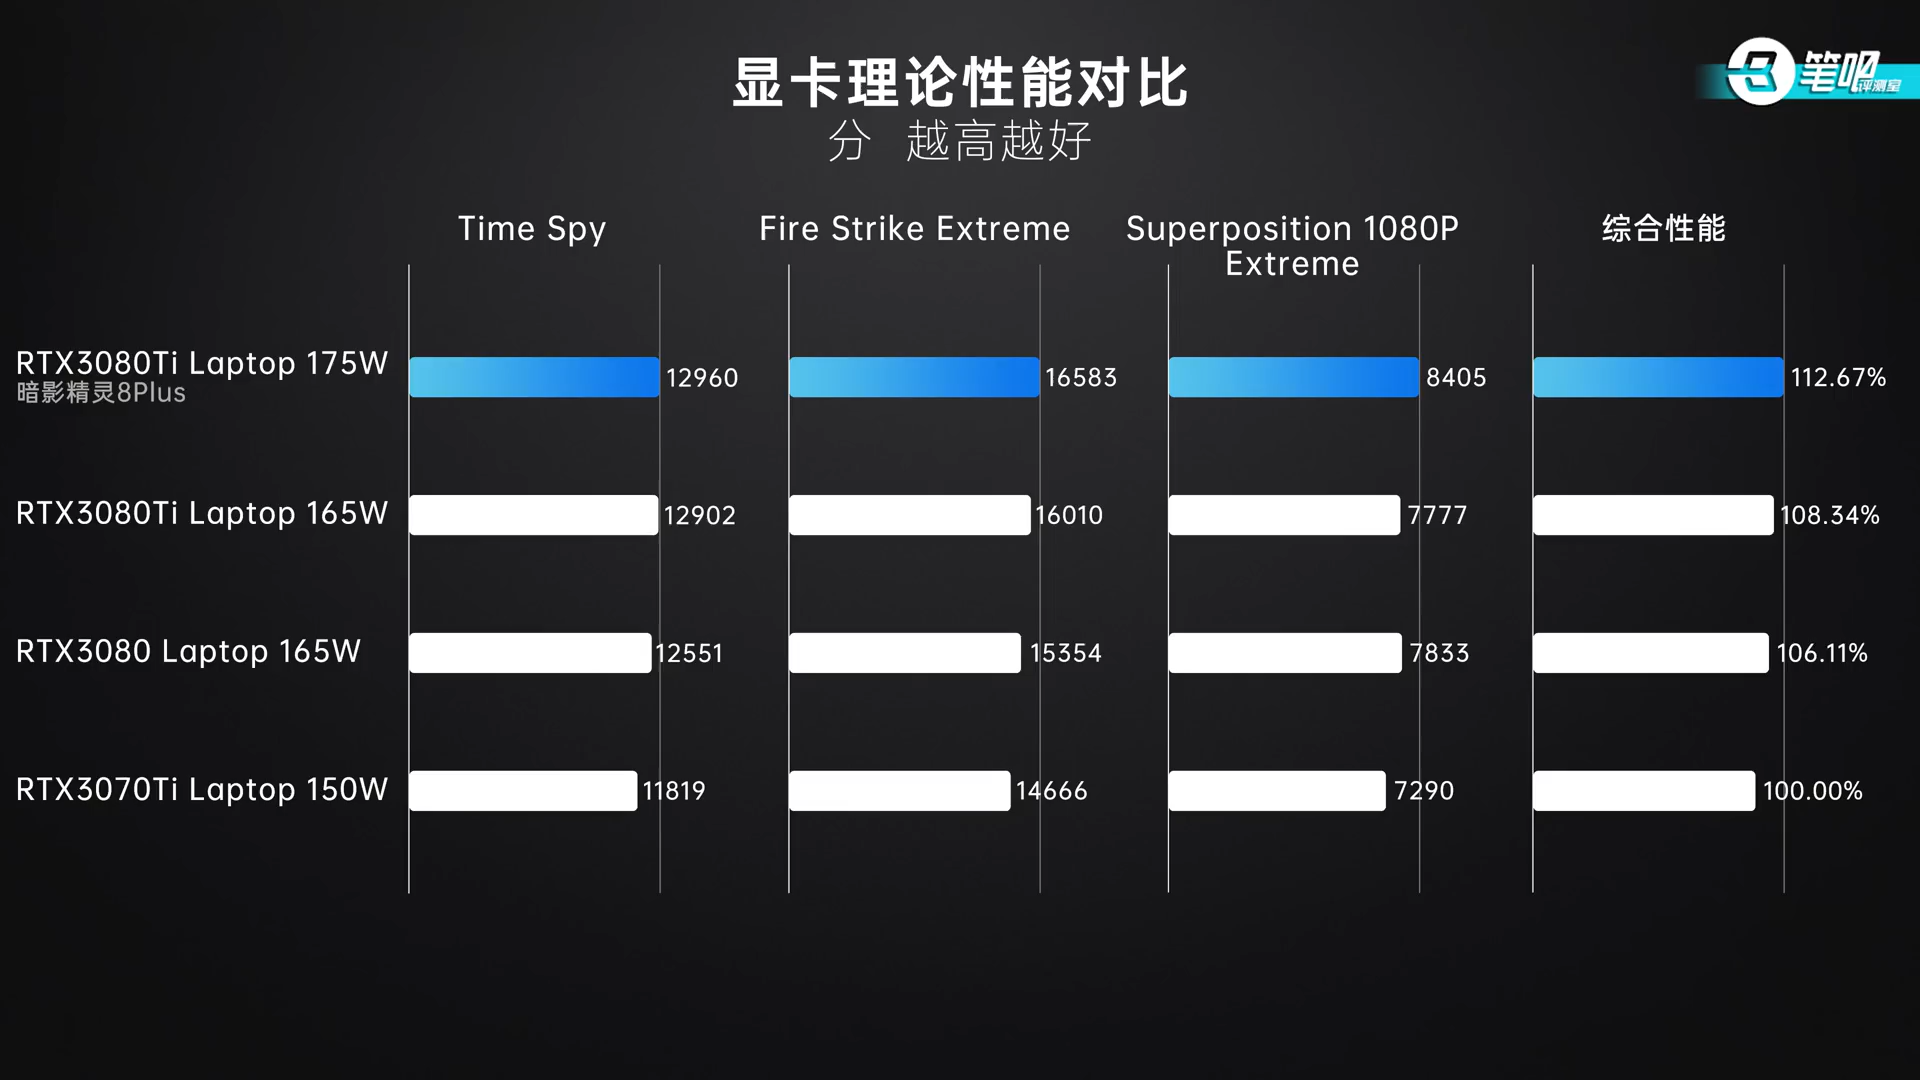 显卡理论性能对比
分 越高越好
笔吧
评测室
Time Spy
Fire Strike Extreme
Superposition 1080P
Extreme
综合性能
RTX3080Ti Laptop 175W
暗影精灵8Plus
12960
16583
8405
112.67%
RTX3080Ti Laptop 165W
12902
16010
7777
108.34%
RTX3080 Laptop 165W
12551
15354
7833
106.11%
RTX3070Ti Laptop 150W
11819
14666
7290
100.00%